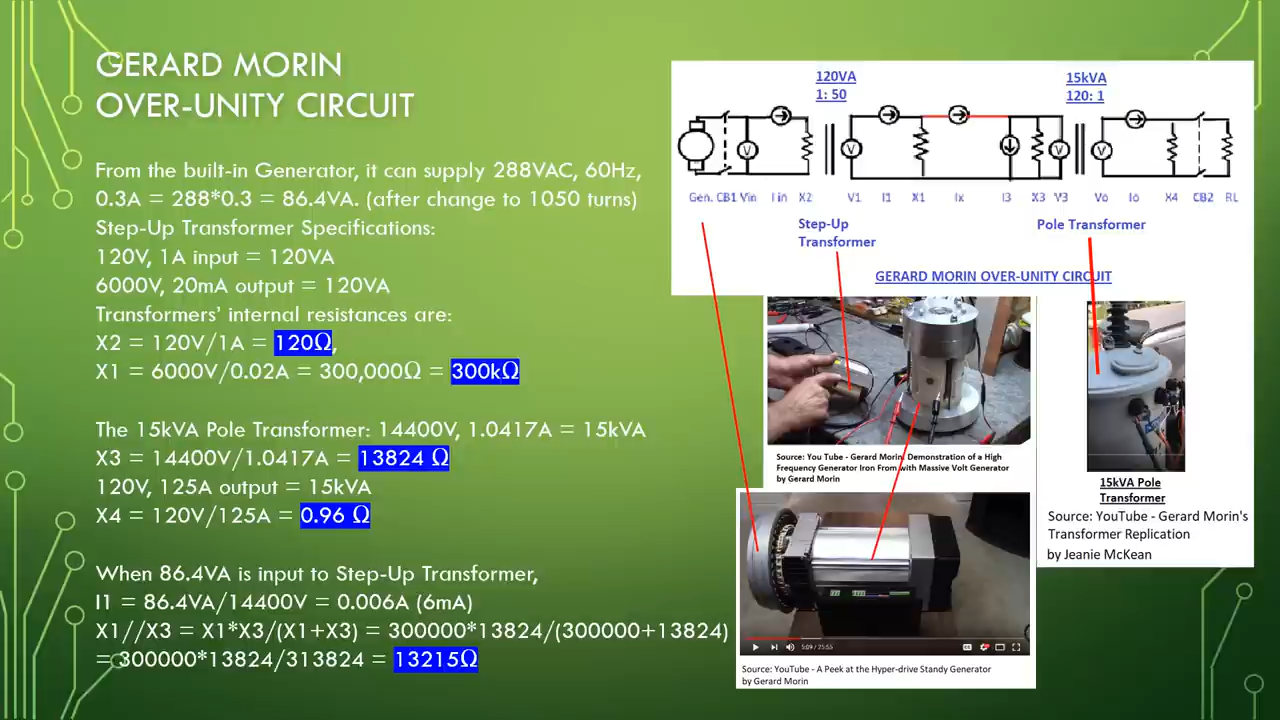 GERARD MORIN
OVER-UNITY CIRCUIT
From the built-in Generator, it can supply 288VAC, 60Hz,
0.3A = 288*0.3 = 86.4VA. (after change to 1050 turns)
Step-Up Transformer Specifications:
120V, 1A input = 120VA
6000V, 20mA output = 120VA
Transformers' internal resistances are:
X2 = 120V/1A = 120Ω,
X1 = 6000V/0.02A = 300,000Ω = 300kΩ
The 15kVA Pole Transformer: 14400V, 1.0417A = 15kVA
X3 = 14400V/1.0417A = 13824 Ω
120V, 125A output = 15kVA
X4 = 120V/125A = 0.96 Ω
When 86.4VA is input to Step-Up Transformer,
I1 = 86.4VA/14400V = 0.006A (6mA)
X1//X3 = X1*X3/(X1+X3) = 300000*13824/(300000+13824)
= 300000*13824/313824 = 13215Ω
120VA
1: 50
15kVA
120: 1
V V V V
Gen. CB1 Vin I in X2 V1 I1 X1 Ix I3 X3 V3 Vo Io X4 CB2 RL
Step-Up
Transformer
Pole Transformer
GERARD MORIN OVER-UNITY CIRCUIT
Source: You Tube - Gerard Morin: Demonstration of a High
Frequency Generator Iron From with Massive Volt Generator
by Gerard Morin
15kVA Pole
Transformer
Source: YouTube - Gerard Morin's
Transformer Replication
by Jeanie McKean
5:09 / 25:55
Source: YouTube - A Peek at the Hyper-drive Standy Generator
by Gerard Morin